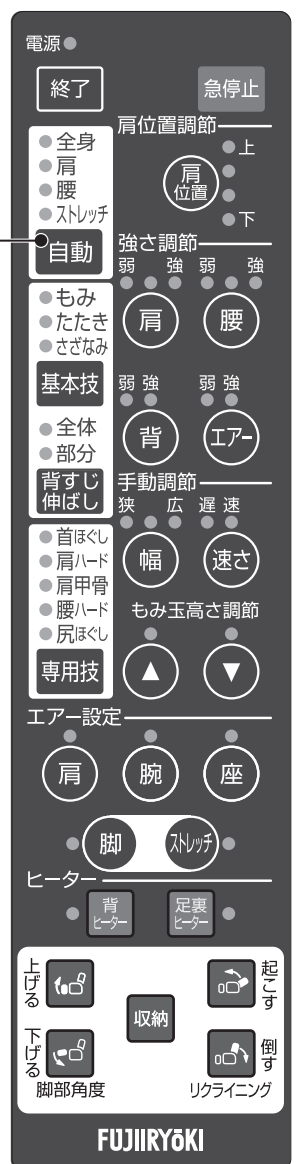 電源
終了
急停止
全身
肩
腰
ストレッチ
自動
肩位置調節
肩
位置
上
下
強さ調節
弱 強 弱 強
肩 腰
もみ
たたき
さざなみ
基本技
弱 強 弱 強
背 エアー
全体
部分
背すじ
伸ばし
手動調節
狭 広 遅 速
幅 速さ
首ほぐし
肩ハード
肩甲骨
腰ハード
尻ほぐし
専用技
もみ玉高さ調節
▲ ▼
エアー設定
肩 腕 座
脚 ストレッチ
ヒーター
背
ヒーター
足裏
ヒーター
上げる
下げる
脚部角度
収納
起こす
倒す
リクライニング
FUJIIRYŌKI